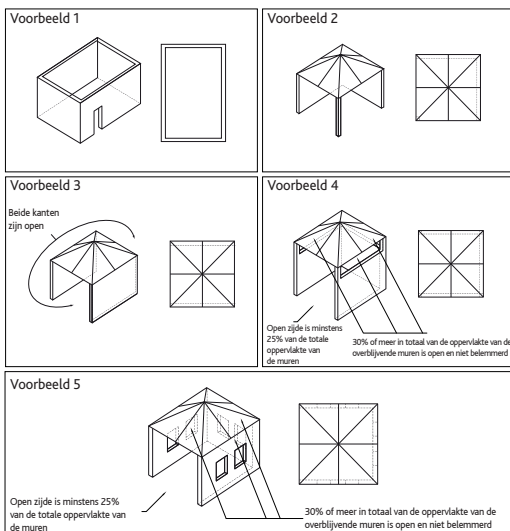 Voorbeeld 1
Voorbeeld 2
Voorbeeld 3
Beide kanten
zijn open
Voorbeeld 4
Open zijde is minstens
25% van de totale
oppervlakte van
de muren
30% of meer in totaal van de oppervlakte van de
overblijvende muren is open en niet belemmerd
Voorbeeld 5
Open zijde is minstens 25%
van de totale oppervlakte van
de muren
30% of meer in totaal van de oppervlakte van de
overblijvende muren is open en niet belemmerd